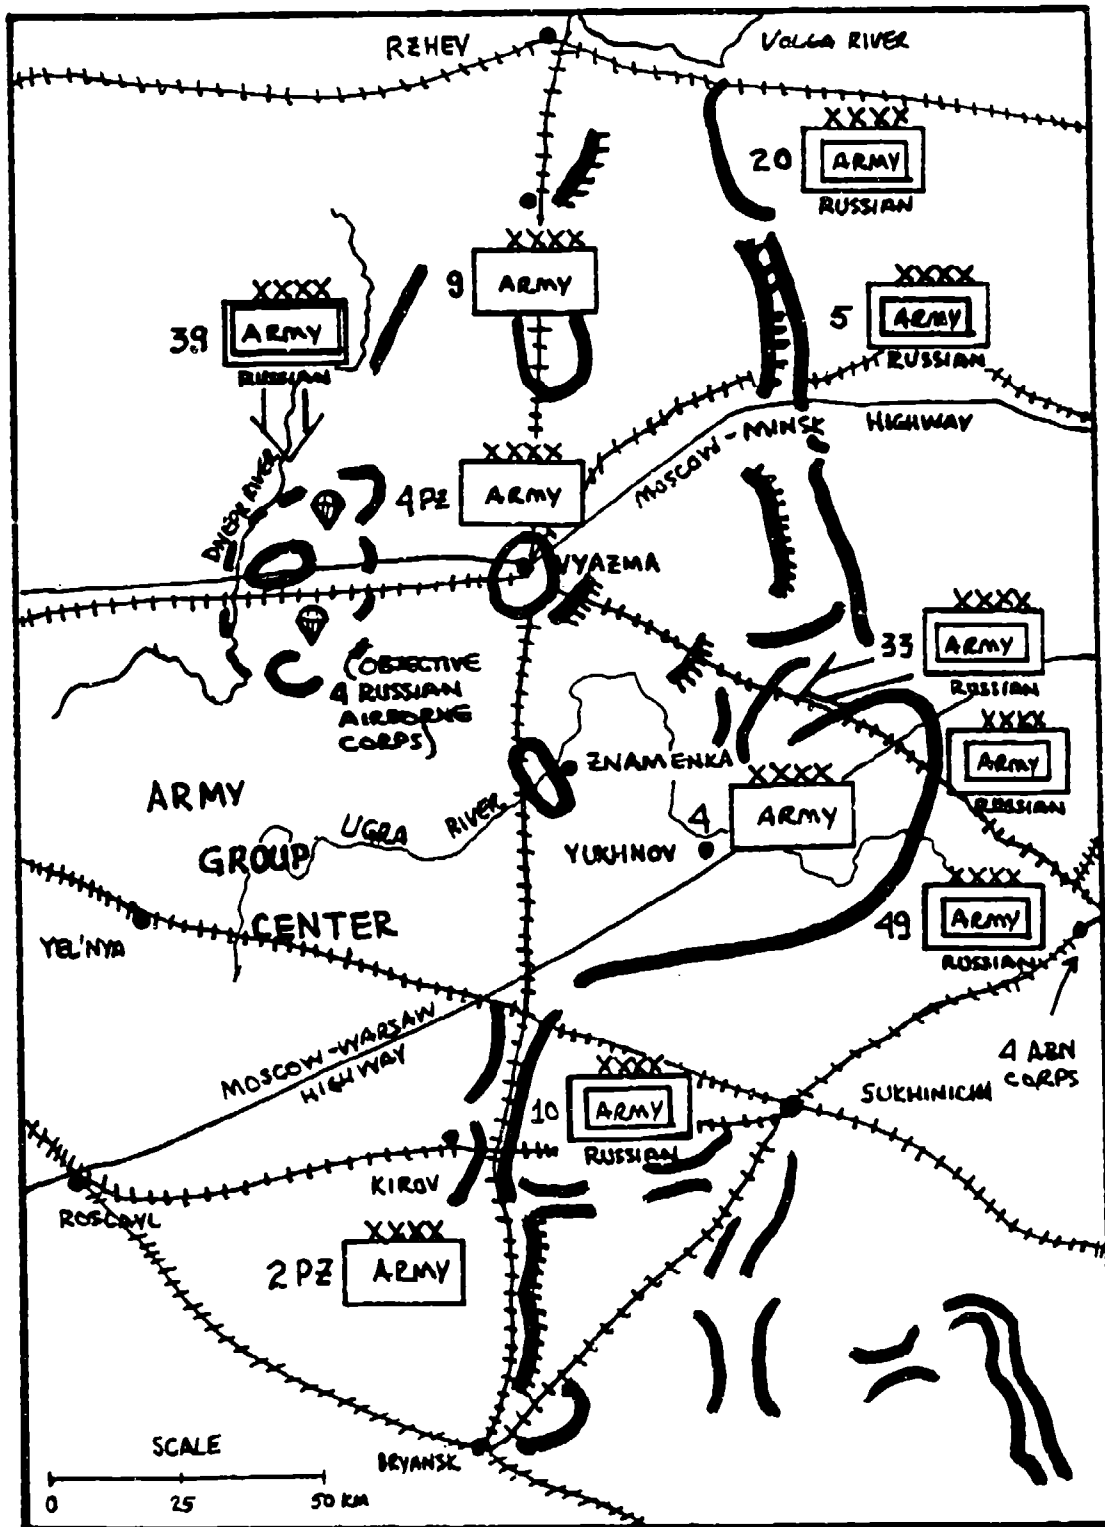 RZHEV
VOLGA RIVER
XXXX
20 ARMY
RUSSIAN
XXXX
9 ARMY
XXXX
39 ARMY
RUSSIAN
XXXX
5 ARMY
RUSSIAN
HIGHWAY
MOSCOW-MINSK
XXXX
4 PZ ARMY
DNEPR RIVER
VYAZMA
XXXX
33 ARMY
RUSSIAN
(OBJECTIVE
4 RUSSIAN
AIRBORNE
CORPS)
XXXX
ARMY
RUSSIAN
ZNAMENKA
XXXX
4 ARMY
ARMY
GROUP
CENTER
UGRA RIVER
YUKHNOV
XXXX
49 ARMY
RUSSIAN
YEL'NYA
MOSCOW-WARSAW
HIGHWAY
4 ABN
CORPS
XXXX
10 ARMY
RUSSIAN
SUKHINICHI
KIROV
ROSLAVL
XXXX
2 PZ ARMY
BRYANSK
SCALE
0 25 50 KM